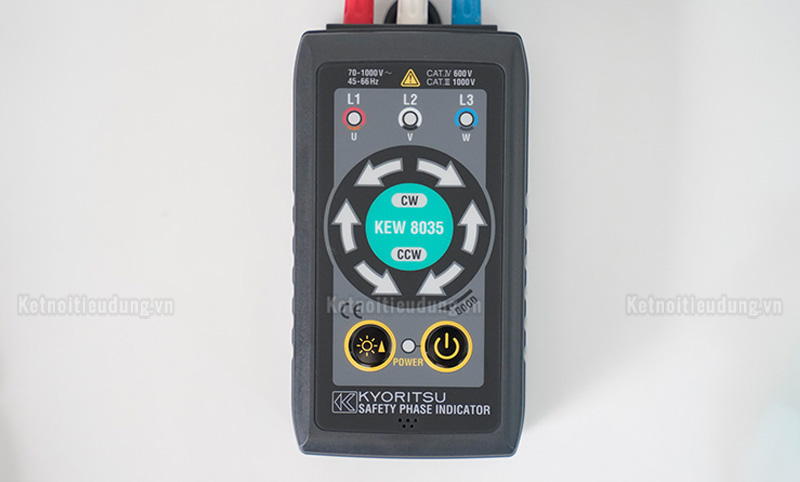 70-1000V~ CAT.IV 600V
45-66Hz CAT.III 1000V
L1 L2 L3
U V W
CW
KEW 8035
CCW
Ketnoitieudung.vn Ketnoitieudung.vn Ketnoitieudung.vn
CE
POWER
KYORITSU
SAFETY PHASE INDICATOR